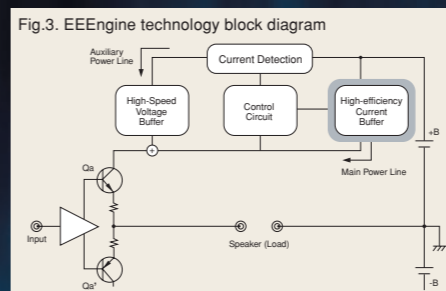 Fig.3. EEEngine technology block diagram
Auxiliary
Power Line
Current Detection
High-Speed
Voltage
Buffer
Control
Circuit
High-efficiency
Current
Buffer
+B
Main Power Line
Qa
Input
Speaker (Load)
Qa'
-B